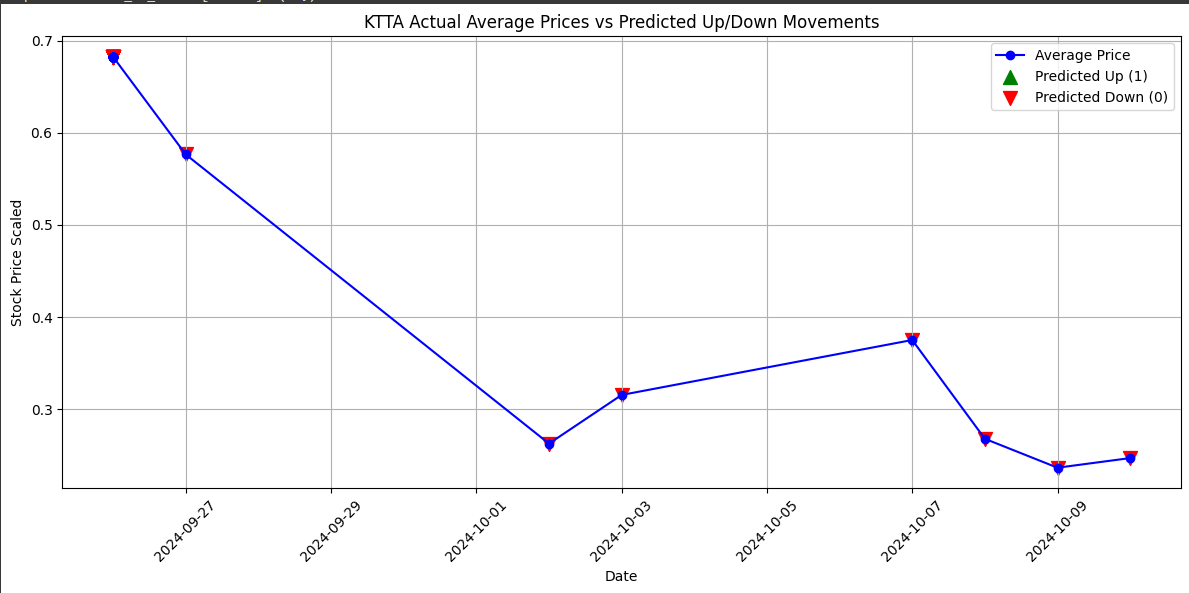 KTTA Actual Average Prices vs Predicted Up/Down Movements
Average Price
Predicted Up (1)
Predicted Down (0)
Stock Price Scaled
0.7
0.6
0.5
0.4
0.3
2024-09-27
2024-09-29
2024-10-01
2024-10-03
2024-10-05
2024-10-07
2024-10-09
Date